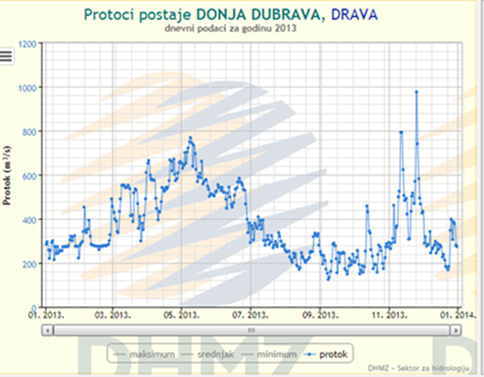 Protoci postaje DONJA DUBRAVA, DRAVA
dnevni podaci za godinu 2013
Protok (m³/s)
1200
1000
800
600
400
200
0
01. 2013. 03. 2013. 05. 2013. 07. 2013. 09. 2013. 11. 2013. 01. 2014.
maksimum srednjak minimum protok
DHMZ
DHMZ – Sektor za hidrologiju